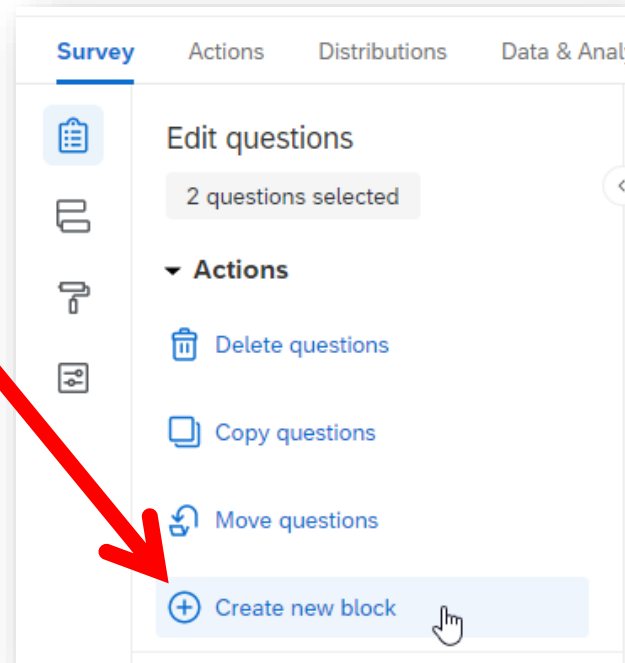 Survey Actions Distributions Data & Anal
Edit questions
2 questions selected
Actions
Delete questions
Copy questions
Move questions
Create new block